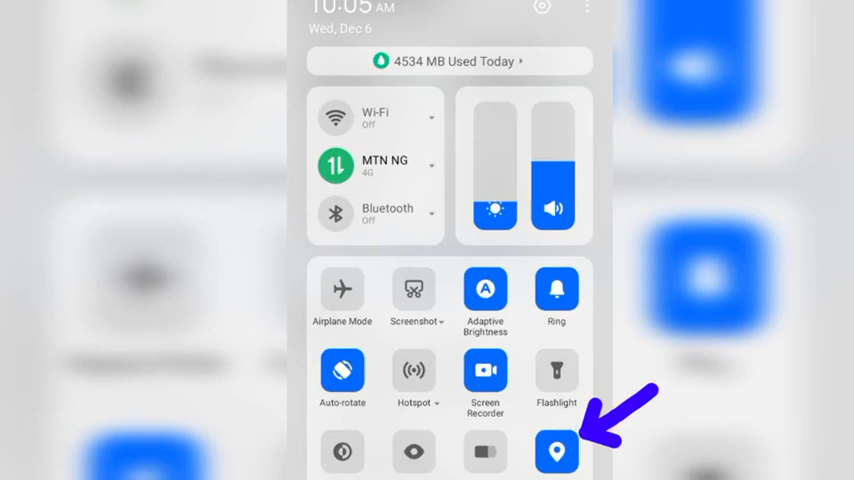 10:05 AM
Wed, Dec 6
4534 MB Used Today
Wi-Fi
Off
MTN NG
4G
Bluetooth
Off
Airplane Mode
Screenshot
Adaptive
Brightness
Ring
A
Auto-rotate
Hotspot
Screen
Recorder
Flashlight